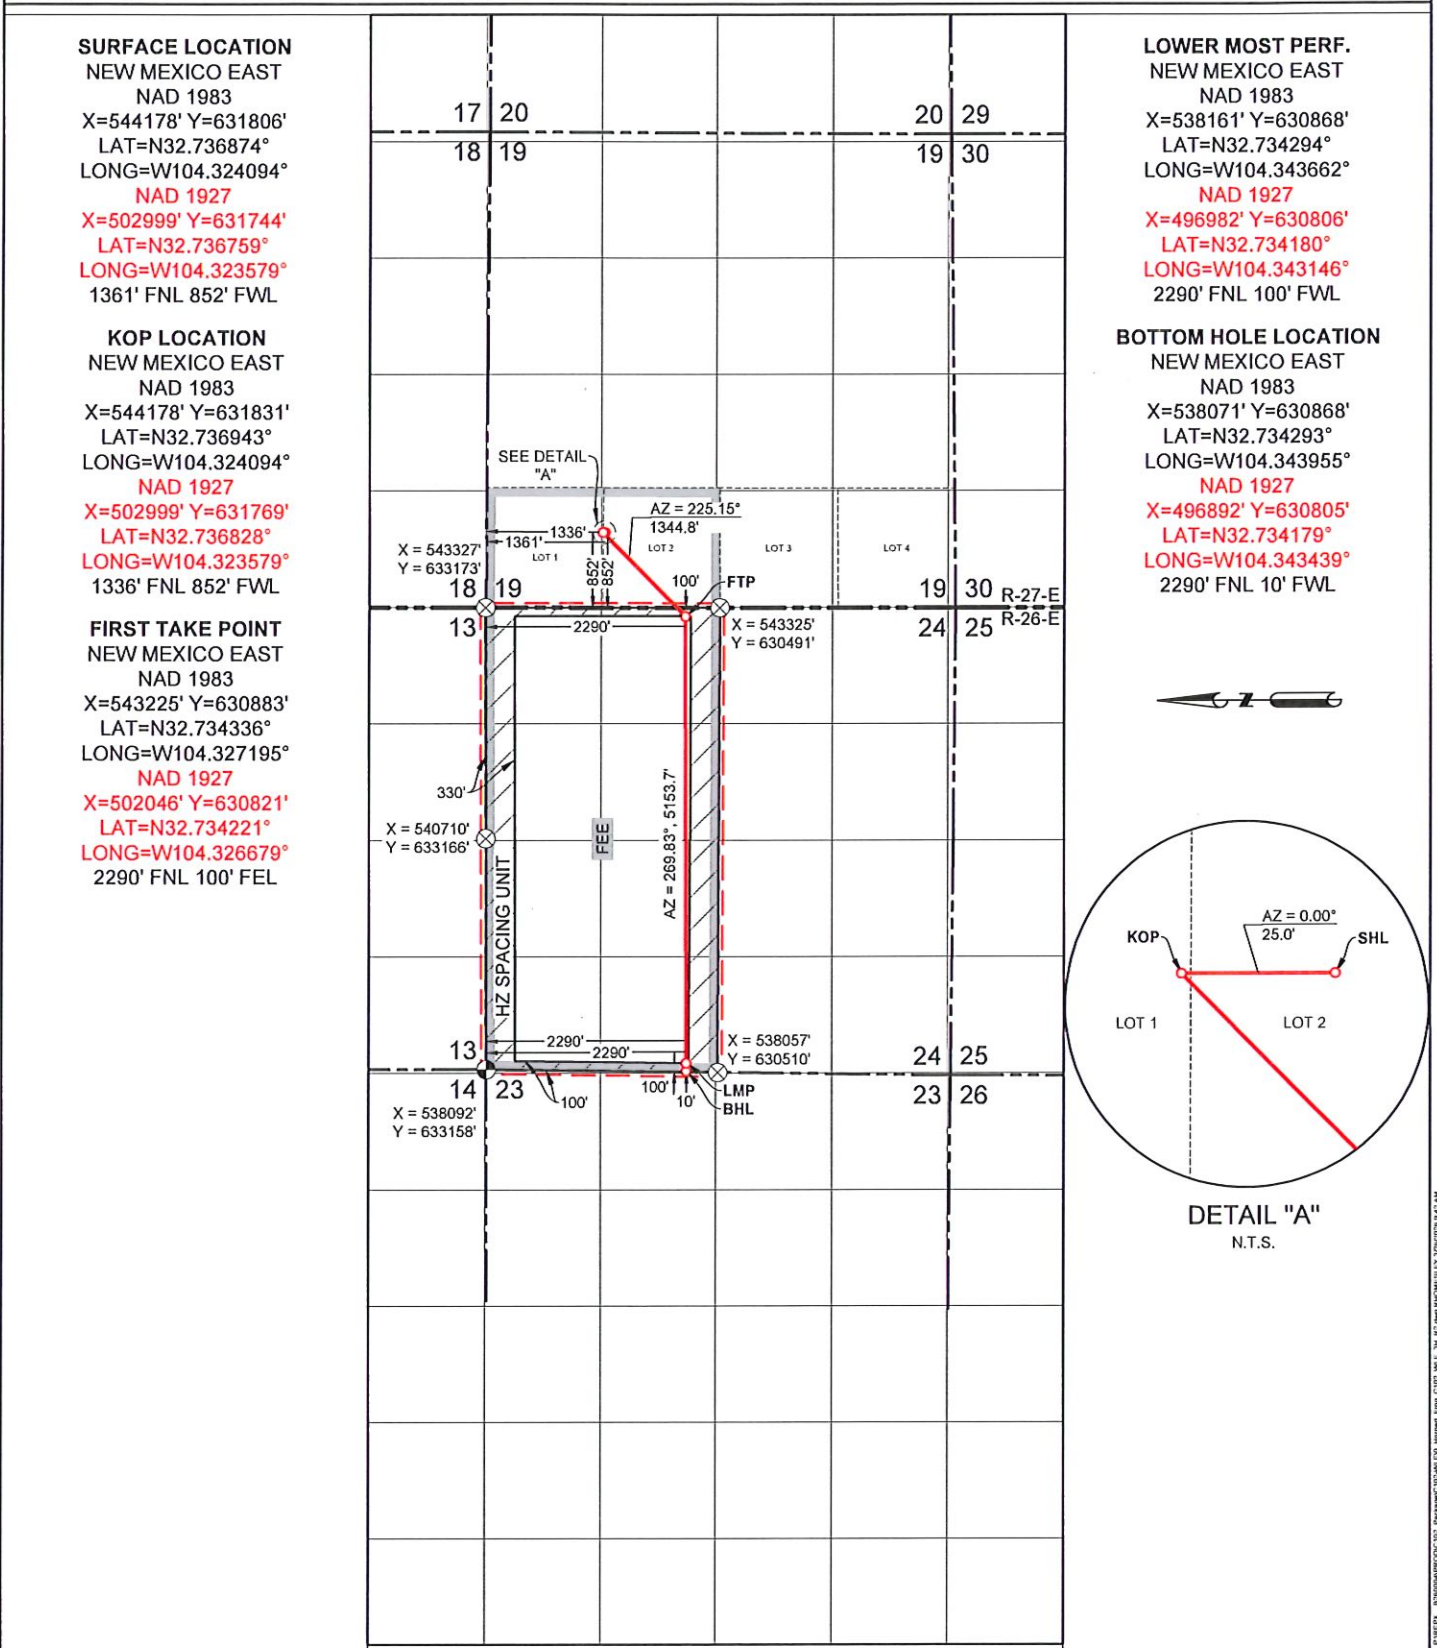 SURFACE LOCATION
NEW MEXICO EAST
NAD 1983
X=544178' Y=631806'
LAT=N32.736874°
LONG=W104.324094°
NAD 1927
X=502999' Y=631744'
LAT=N32.736759°
LONG=W104.323579°
1361' FNL 852' FWL
KOP LOCATION
NEW MEXICO EAST
NAD 1983
X=544178' Y=631831'
LAT=N32.736943°
LONG=W104.324094°
NAD 1927
X=502999' Y=631769'
LAT=N32.736828°
LONG=W104.323579°
1336' FNL 852' FWL
FIRST TAKE POINT
NEW MEXICO EAST
NAD 1983
X=543225' Y=630883'
LAT=N32.734336°
LONG=W104.327195°
NAD 1927
X=502046' Y=630821'
LAT=N32.734221°
LONG=W104.326679°
2290' FNL 100' FEL
17 20
18 19
20 29
19 30
SEE DETAIL
"A"
AZ = 225.15°
1344.8'
1336'
1361'
LOT 1
LOT 2
LOT 3
LOT 4
X = 543327'
Y = 633173'
852'
852'
100'
FTP
18 19
19 30
R-27-E
R-26-E
13
24 25
2290'
X = 543325'
Y = 630491'
330'
X = 540710'
Y = 633166'
FEE
AZ = 269.83°, 5153.7'
HZ SPACING UNIT
2290'
2290'
X = 538057'
Y = 630510'
13
24 25
14 23
23 26
100'
100'
10'
LMP
BHL
X = 538092'
Y = 633158'
LOWER MOST PERF.
NEW MEXICO EAST
NAD 1983
X=538161' Y=630868'
LAT=N32.734294°
LONG=W104.343662°
NAD 1927
X=496982' Y=630806'
LAT=N32.734180°
LONG=W104.343146°
2290' FNL 100' FWL
BOTTOM HOLE LOCATION
NEW MEXICO EAST
NAD 1983
X=538071' Y=630868'
LAT=N32.734293°
LONG=W104.343955°
NAD 1927
X=496892' Y=630805'
LAT=N32.734179°
LONG=W104.343439°
2290' FNL 10' FWL
Z
AZ = 0.00°
25.0'
KOP
SHL
LOT 1
LOT 2
DETAIL "A"
N.T.S.